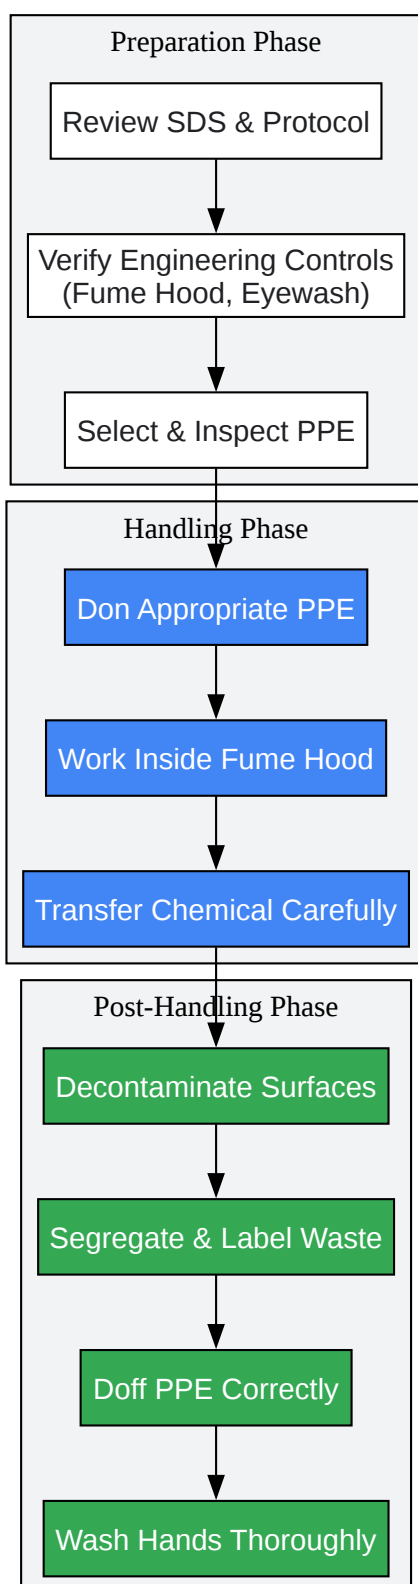 Preparation Phase
Review SDS & Protocol
Verify Engineering Controls
(Fume Hood, Eyewash)
Select & Inspect PPE
Handling Phase
Don Appropriate PPE
Work Inside Fume Hood
Transfer Chemical Carefully
Post-Handling Phase
Decontaminate Surfaces
Segregate & Label Waste
Doff PPE Correctly
Wash Hands Thoroughly